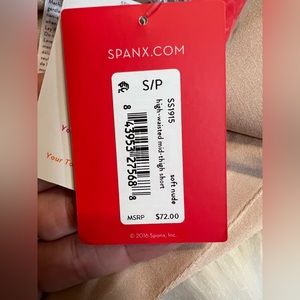 SPANX.COM
S/P
SS1915
high-waisted mid-thigh short
soft nude
8 43953 27568 8
MSRP $72.00
© 2016 Spanx, Inc.